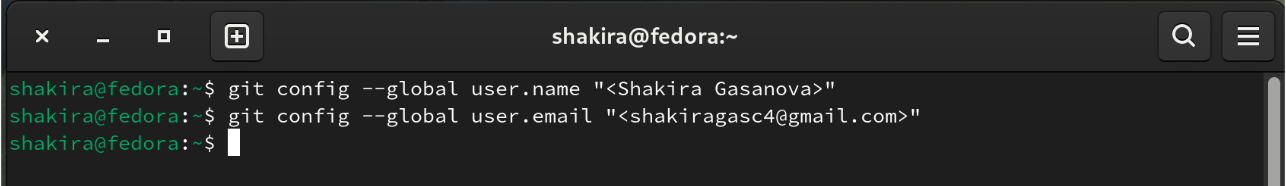 shakira@fedora:~
shakira@fedora:~$ git config --global user.name "<Shakira Gasanova>"
shakira@fedora:~$ git config --global user.email "<shakiragasc4@gmail.com>"
shakira@fedora:~$